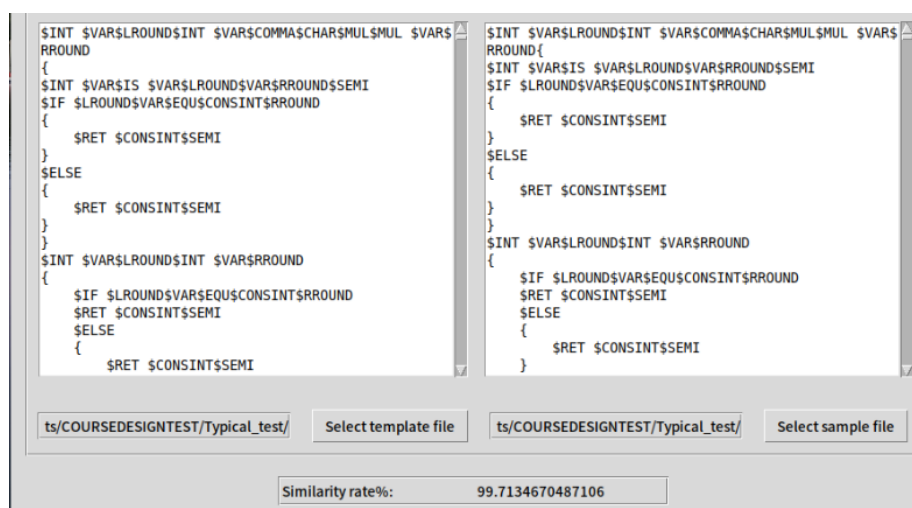 $INT $VAR$LROUND$INT $VAR$COMMA$CHAR$MUL$MUL $VAR$
RROUND
{
$INT $VAR$IS $VAR$LROUND$VAR$RROUND$SEMI
$IF $LROUND$VAR$EQU$CONSINT$RROUND
{
    $RET $CONSINT$SEMI
}
$ELSE
{
    $RET $CONSINT$SEMI
}
}
$INT $VAR$LROUND$INT $VAR$RROUND
{
    $IF $LROUND$VAR$EQU$CONSINT$RROUND
    $RET $CONSINT$SEMI
    $ELSE
    {
        $RET $CONSINT$SEMI
$INT $VAR$LROUND$INT $VAR$COMMA$CHAR$MUL$MUL $VAR$
RROUND{
$INT $VAR$IS $VAR$LROUND$VAR$RROUND$SEMI
$IF $LROUND$VAR$EQU$CONSINT$RROUND
{
    $RET $CONSINT$SEMI
}
$ELSE
{
    $RET $CONSINT$SEMI
}
}
$INT $VAR$LROUND$INT $VAR$RROUND
{
    $IF $LROUND$VAR$EQU$CONSINT$RROUND
    $RET $CONSINT$SEMI
    $ELSE
    {
        $RET $CONSINT$SEMI
    }
ts/COURSEDESIGNTEST/Typical_test/ Select template file ts/COURSEDESIGNTEST/Typical_test/ Select sample file
Similarity rate%: 99.7134670487106